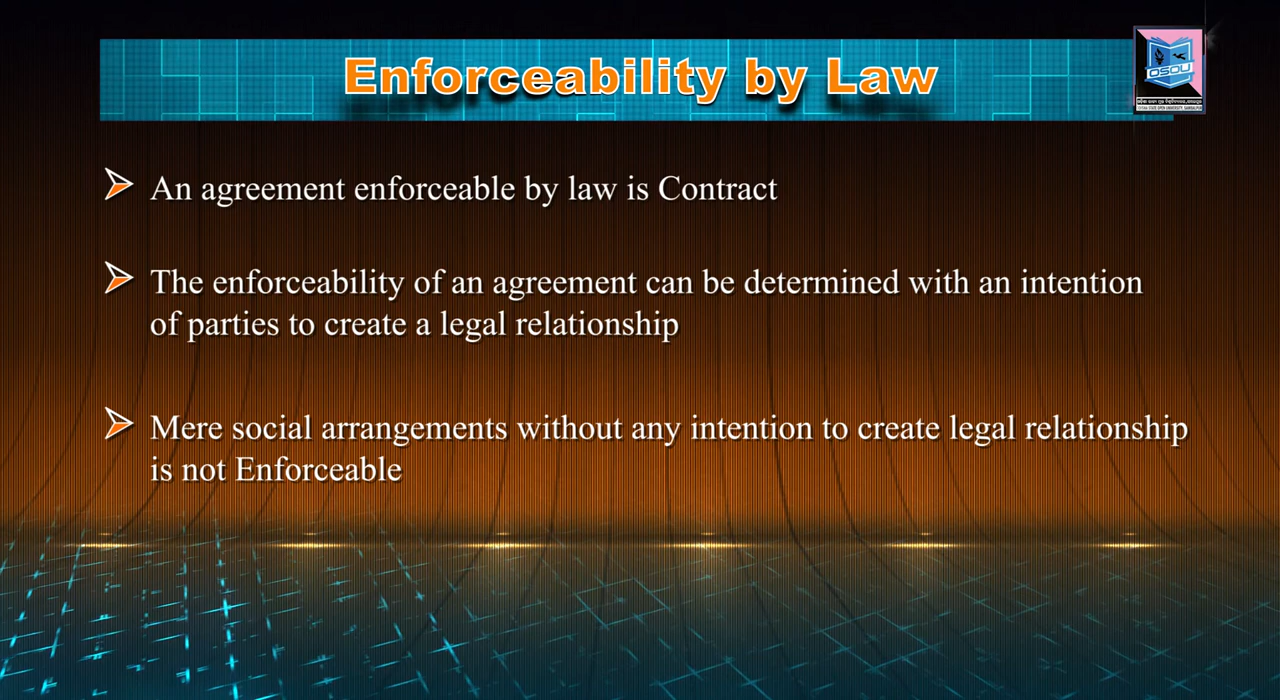 Enforceability by Law
OSOU
An agreement enforceable by law is Contract
The enforceability of an agreement can be determined with an intention
of parties to create a legal relationship
Mere social arrangements without any intention to create legal relationship
is not Enforceable